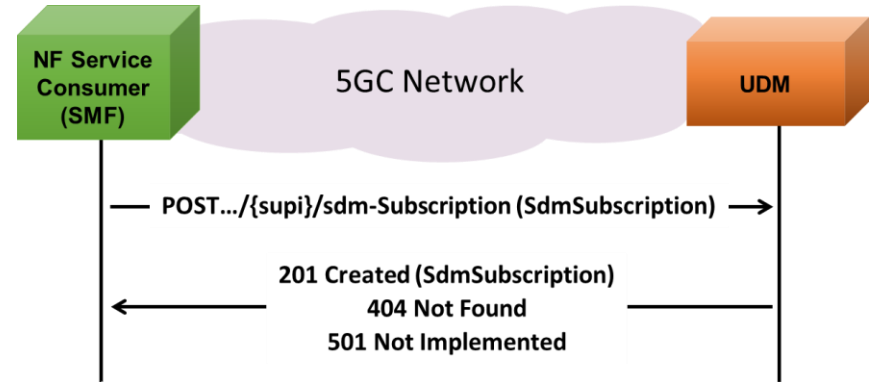 NF Service
Consumer
(SMF)
5GC Network
UDM
POST.../{supi}/sdm-Subscription (SdmSubscription)
201 Created (SdmSubscription)
404 Not Found
501 Not Implemented